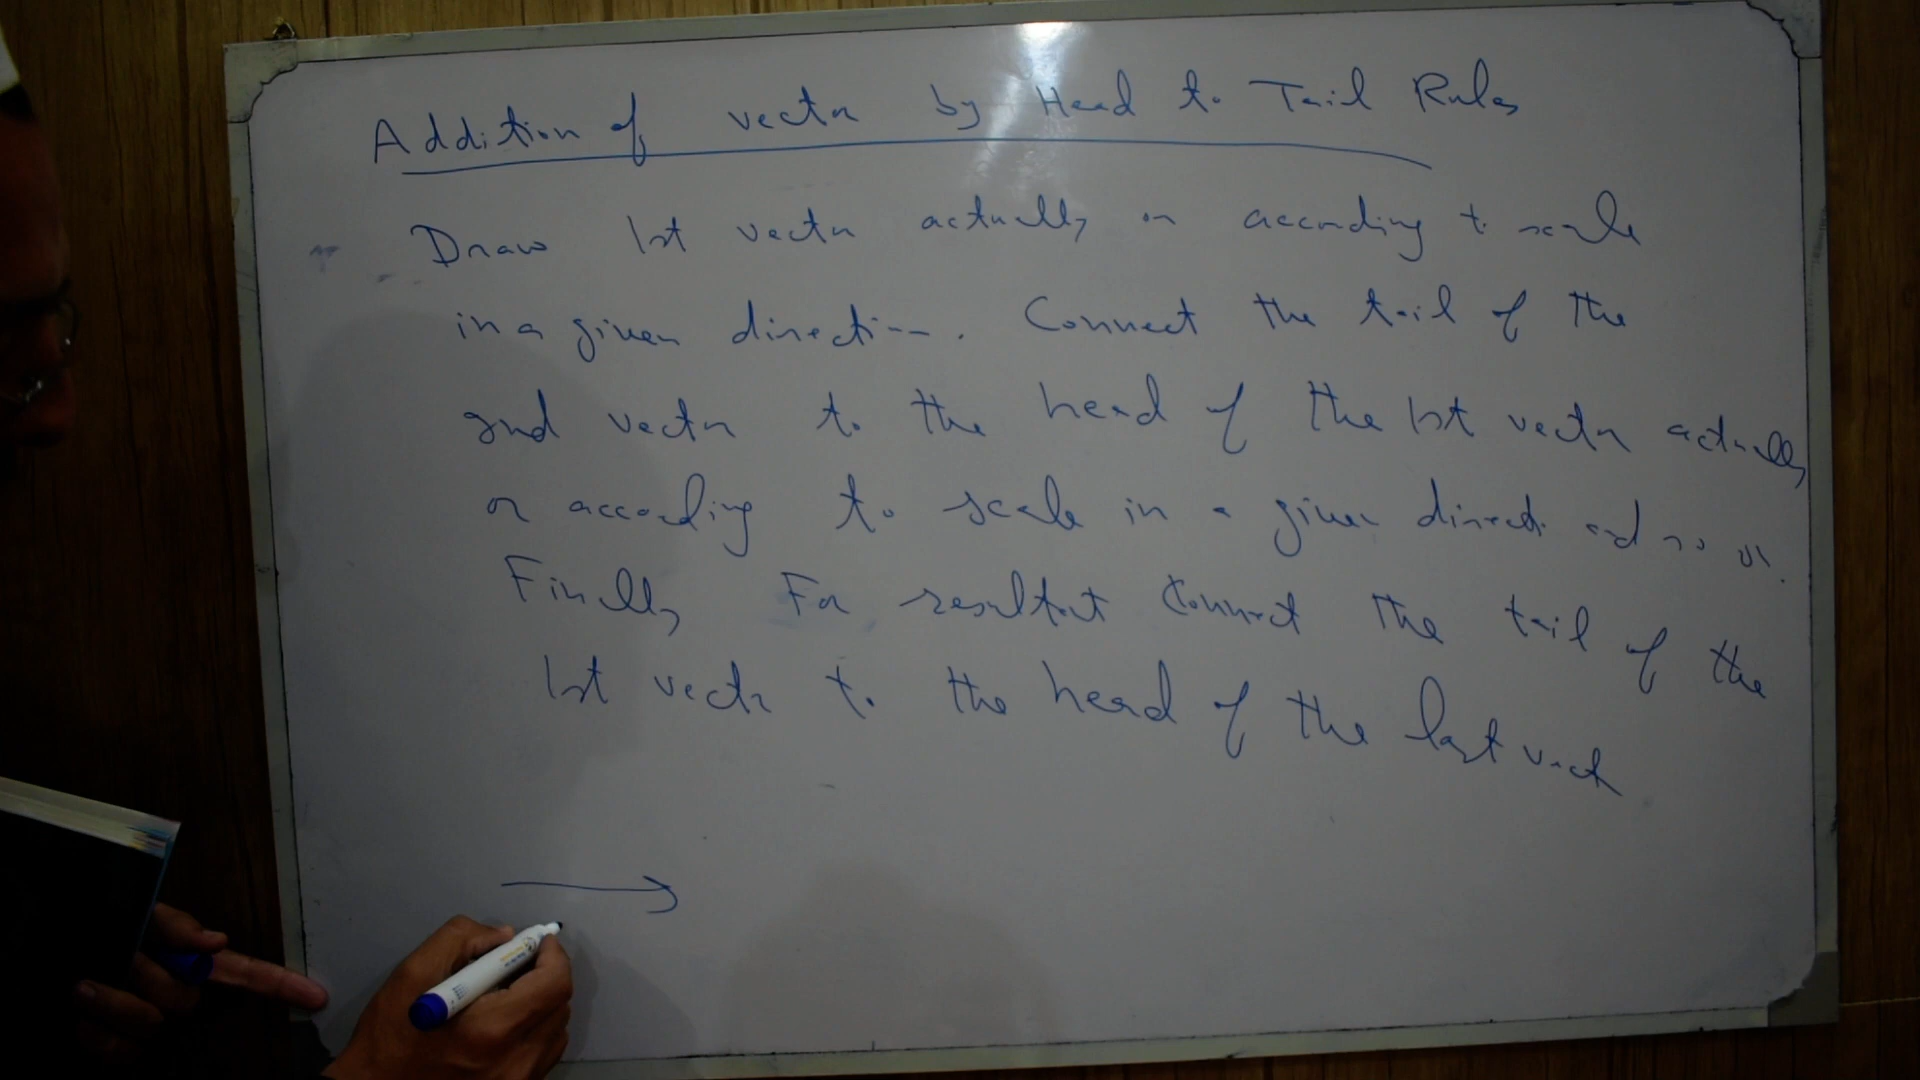 Addition of vector by Head to Tail Rules
Draw 1st vector actually or according to scale
in a given direction. Connect the tail of the
2nd vector to the head of the 1st vector actually
or according to scale in a given direct and so on.
Finally For resultant Connect the tail of the
1st vector to the head of the last vect